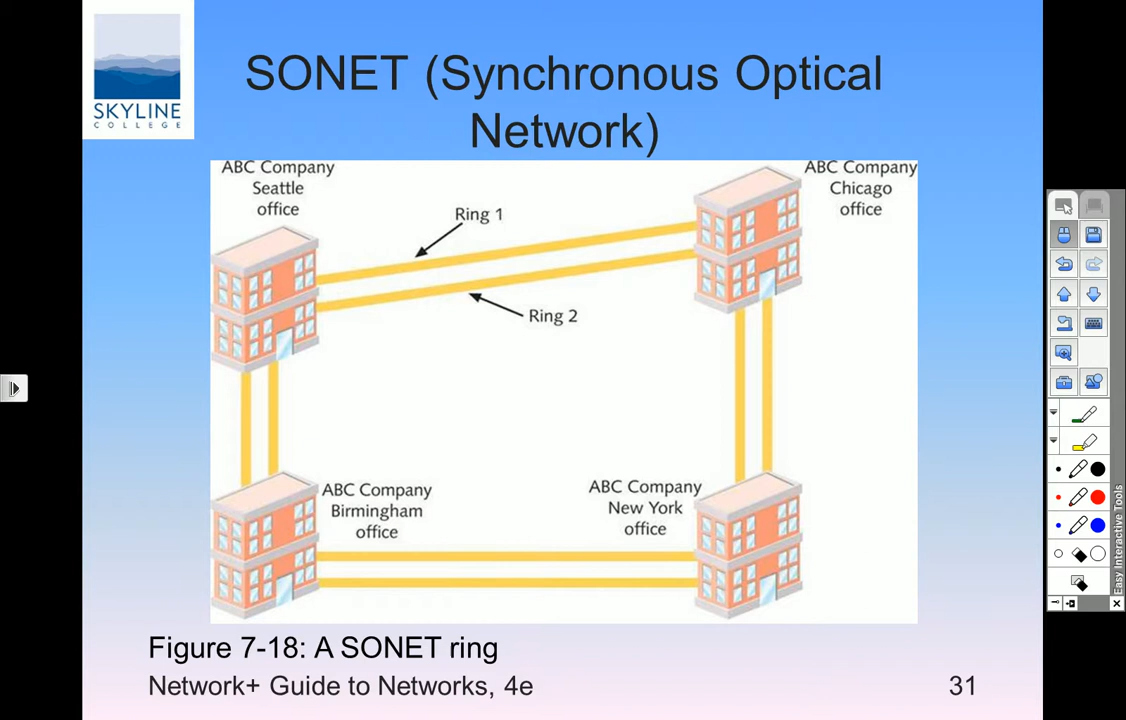 SKYLINE
COLLEGE
SONET (Synchronous Optical
Network)
ABC Company
Seattle
office
ABC Company
Chicago
office
Ring 1
Ring 2
ABC Company
Birmingham
office
ABC Company
New York
office
Figure 7-18: A SONET ring
Network+ Guide to Networks, 4e
31
Easy Interactive Tools